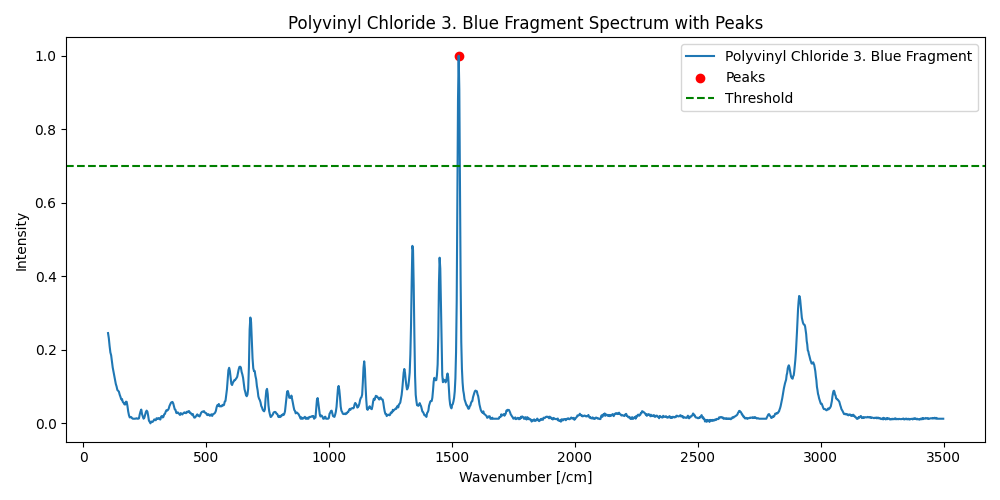 Polyvinyl Chloride 3. Blue Fragment Spectrum with Peaks
Polyvinyl Chloride 3. Blue Fragment
Peaks
Threshold
Intensity
1.0
0.8
0.6
0.4
0.2
0.0
0 500 1000 1500 2000 2500 3000 3500
Wavenumber [/cm]